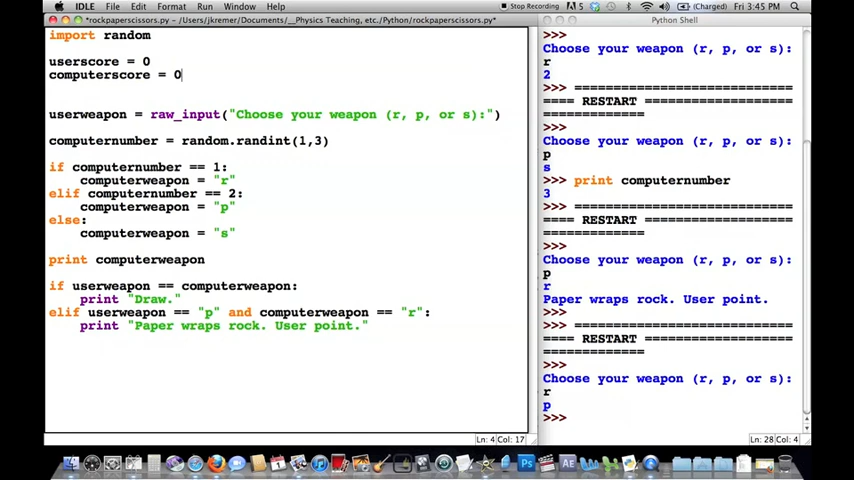 IDLE File Edit Format Run Window Help Stop Recording 5 (Charged) Fri 3:45 PM
*rockpaperscissors.py - /Users/jkremer/Documents/__Physics Teaching, etc./Python/rockpaperscissors.py*
import random
userscore = 0
computerscore = 0
userweapon = raw_input("Choose your weapon (r, p, or s):")
computernumber = random.randint(1,3)
if computernumber == 1:
computerweapon = "r"
elif computernumber == 2:
computerweapon = "p"
else:
computerweapon = "s"
print computerweapon
if userweapon == computerweapon:
print "Draw."
elif userweapon == "p" and computerweapon == "r":
print "Paper wraps rock. User point."
Ln: 4 Col: 17
Python Shell
>>>
Choose your weapon (r, p, or s):
r
2
>>> ============================
==== RESTART ===================
=============
>>>
Choose your weapon (r, p, or s):
p
s
>>> print computernumber
3
>>> ============================
==== RESTART ===================
=============
>>>
Choose your weapon (r, p, or s):
p
r
Paper wraps rock. User point.
>>>
>>> ============================
==== RESTART ===================
=============
>>>
Choose your weapon (r, p, or s):
r
p
>>>
Ln: 28 Col: 4